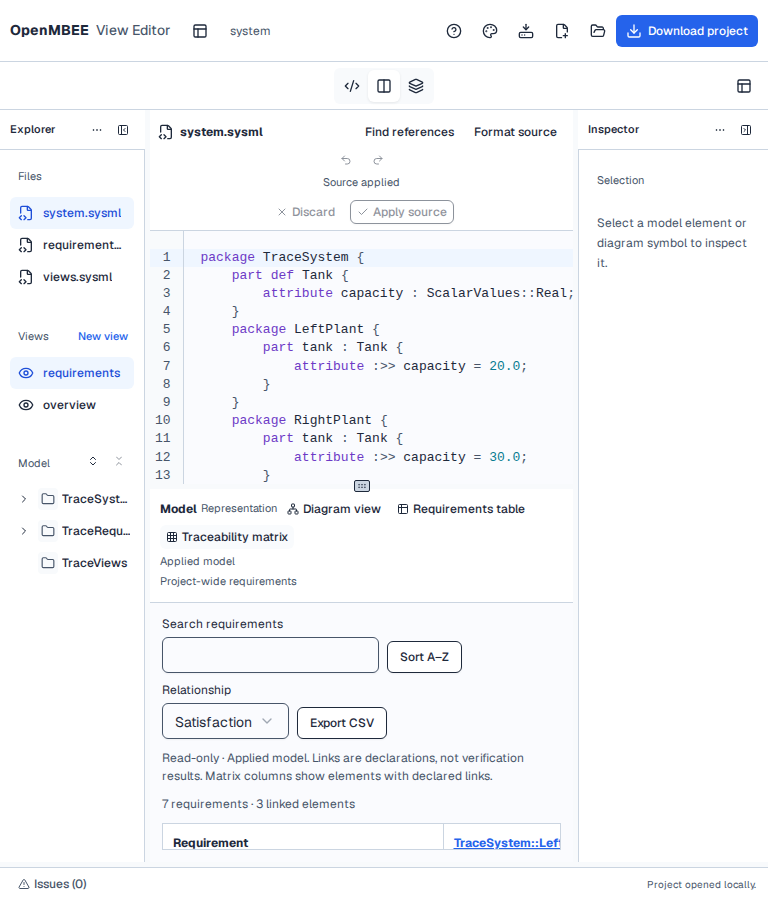 OpenMBEE View Editor
system
Download project
Explorer
system.sysml
Find references
Format source
Inspector
Source applied
Discard
Apply source
Files
system.sysml
requirement…
views.sysml
Views
New view
requirements
overview
Model
TraceSyst…
TraceRequ…
TraceViews
1 package TraceSystem {
2 part def Tank {
3 attribute capacity : ScalarValues::Real;
4 }
5 package LeftPlant {
6 part tank : Tank {
7 attribute :>> capacity = 20.0;
8 }
9 }
10 package RightPlant {
11 part tank : Tank {
12 attribute :>> capacity = 30.0;
13 }
Model Representation Diagram view Requirements table
Traceability matrix
Applied model
Project-wide requirements
Search requirements
Sort A–Z
Relationship
Satisfaction
Export CSV
Read-only · Applied model. Links are declarations, not verification
results. Matrix columns show elements with declared links.
7 requirements · 3 linked elements
Requirement
TraceSystem::Left
Selection
Select a model element or
diagram symbol to inspect
it.
Issues (0)
Project opened locally.